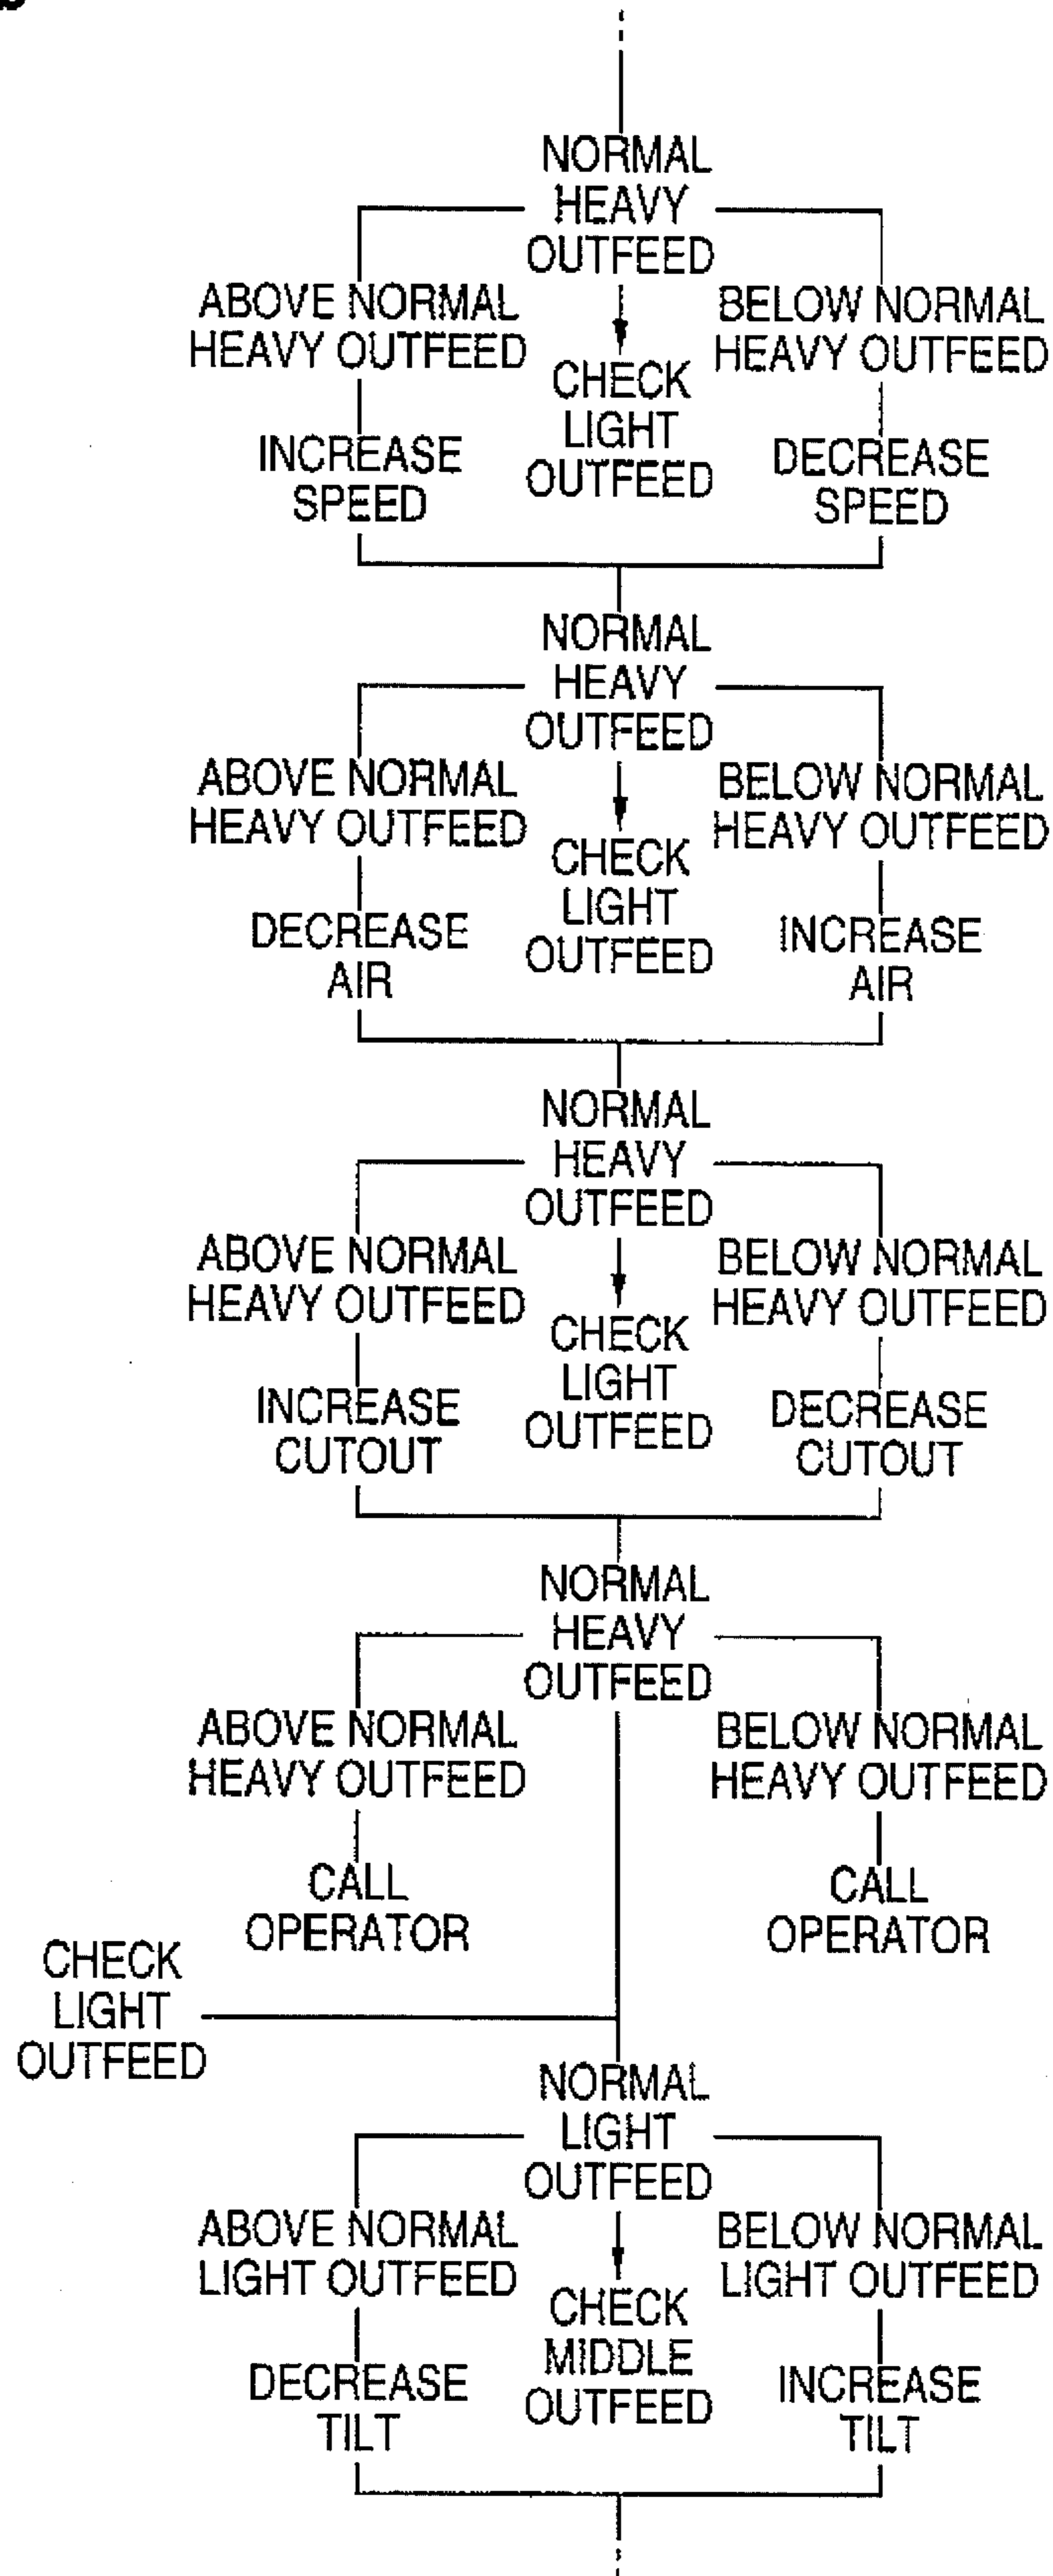 NORMAL
HEAVY
OUTFEED
ABOVE NORMAL
HEAVY OUTFEED
CHECK
LIGHT
OUTFEED
BELOW NORMAL
HEAVY OUTFEED
INCREASE
SPEED
DECREASE
SPEED
NORMAL
HEAVY
OUTFEED
ABOVE NORMAL
HEAVY OUTFEED
CHECK
LIGHT
OUTFEED
BELOW NORMAL
HEAVY OUTFEED
DECREASE
AIR
INCREASE
AIR
NORMAL
HEAVY
OUTFEED
ABOVE NORMAL
HEAVY OUTFEED
CHECK
LIGHT
OUTFEED
BELOW NORMAL
HEAVY OUTFEED
INCREASE
CUTOUT
DECREASE
CUTOUT
NORMAL
HEAVY
OUTFEED
ABOVE NORMAL
HEAVY OUTFEED
BELOW NORMAL
HEAVY OUTFEED
CALL
OPERATOR
CALL
OPERATOR
CHECK
LIGHT
OUTFEED
NORMAL
LIGHT
OUTFEED
ABOVE NORMAL
LIGHT OUTFEED
CHECK
MIDDLE
OUTFEED
BELOW NORMAL
LIGHT OUTFEED
DECREASE
TILT
INCREASE
TILT